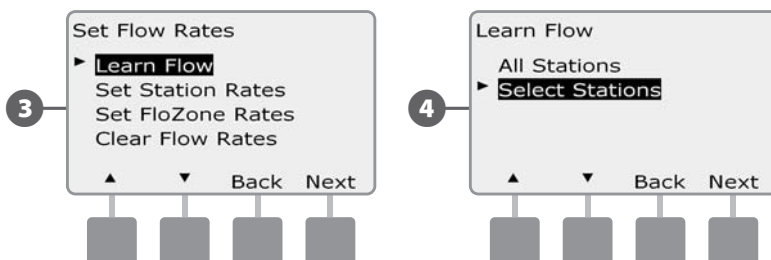 3
Set Flow Rates
► Learn Flow
Set Station Rates
Set FloZone Rates
Clear Flow Rates
▲ ▼ Back Next
4
Learn Flow
All Stations
► Select Stations
▲ ▼ Back Next